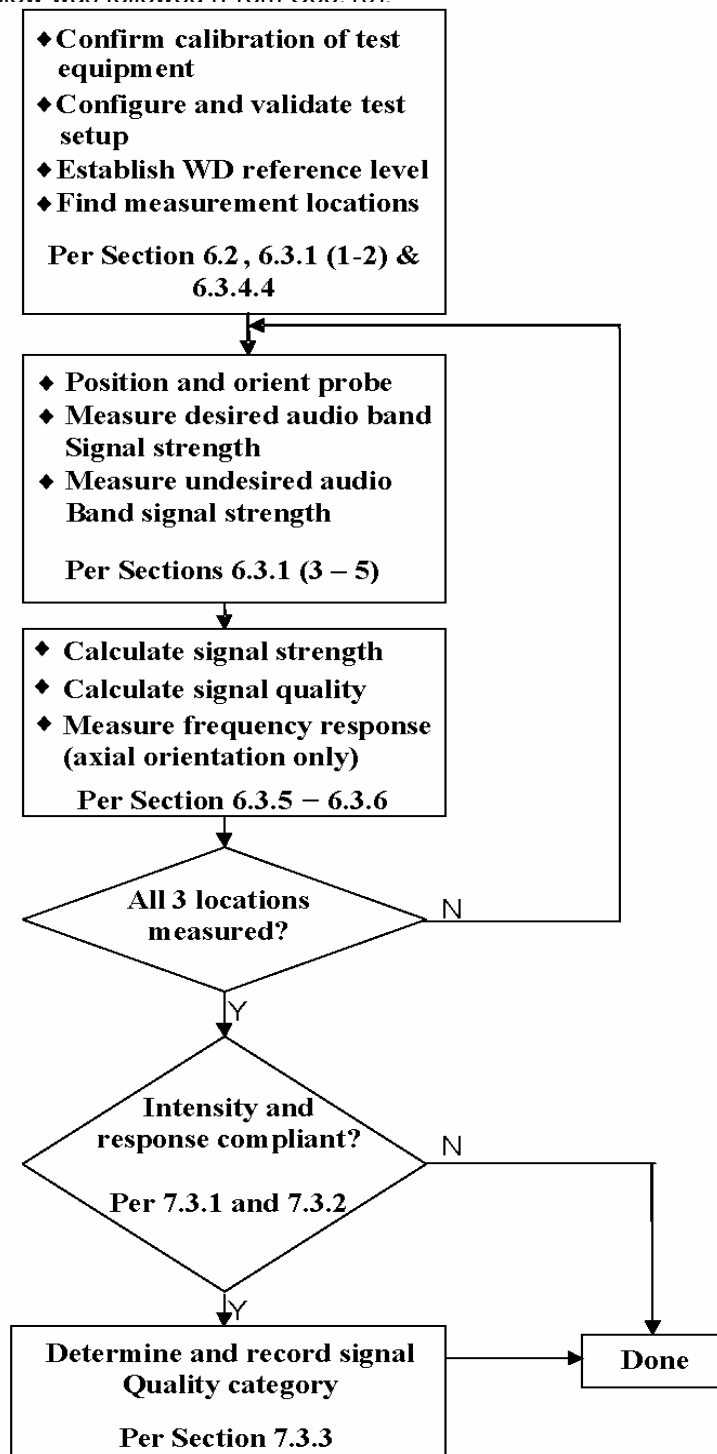 ◆Confirm calibration of test
equipment
◆Configure and validate test
setup
◆Establish WD reference level
◆Find measurement locations
Per Section 6.2, 6.3.1 (1-2) &
6.3.4.4
◆ Position and orient probe
◆ Measure desired audio band
Signal strength
◆ Measure undesired audio
Band signal strength
Per Sections 6.3.1 (3 – 5)
◆ Calculate signal strength
◆ Calculate signal quality
◆ Measure frequency response
(axial orientation only)
Per Section 6.3.5 – 6.3.6
All 3 locations
measured?
N
Y
Intensity and
response compliant?
N
Per 7.3.1 and 7.3.2
Y
Determine and record signal
Quality category
Done
Per Section 7.3.3